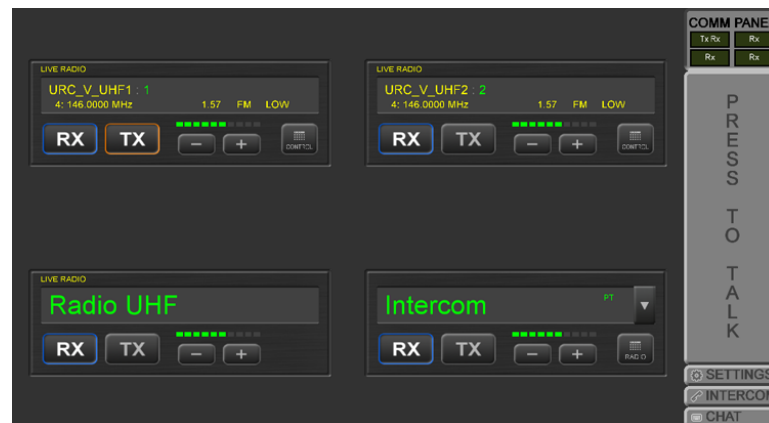 COMM PANE
Tx Rx Rx
Rx Rx
LIVE RADIO
URC_V_UHF1 : 1
4: 146.0000 MHz 1.57 FM LOW
RX TX − + CONTROL
LIVE RADIO
URC_V_UHF2 : 2
4: 146.0000 MHz 1.57 FM LOW
RX TX − + CONTROL
PRESS TO TALK
LIVE RADIO
Radio UHF
RX TX − +
Intercom PT
RX TX − + RADIO
SETTINGS
INTERCOM
CHAT